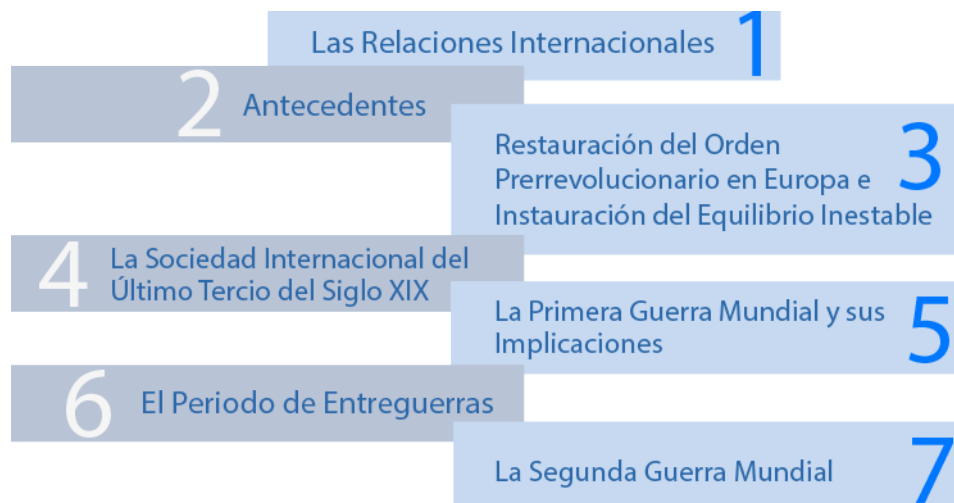 Las Relaciones Internacionales 1
2 Antecedentes
Restauración del Orden
Prerrevolucionario en Europa e 3
Instauración del Equilibrio Inestable
4 La Sociedad Internacional del
Último Tercio del Siglo XIX
La Primera Guerra Mundial y sus 5
Implicaciones
6 El Periodo de Entreguerras
La Segunda Guerra Mundial 7